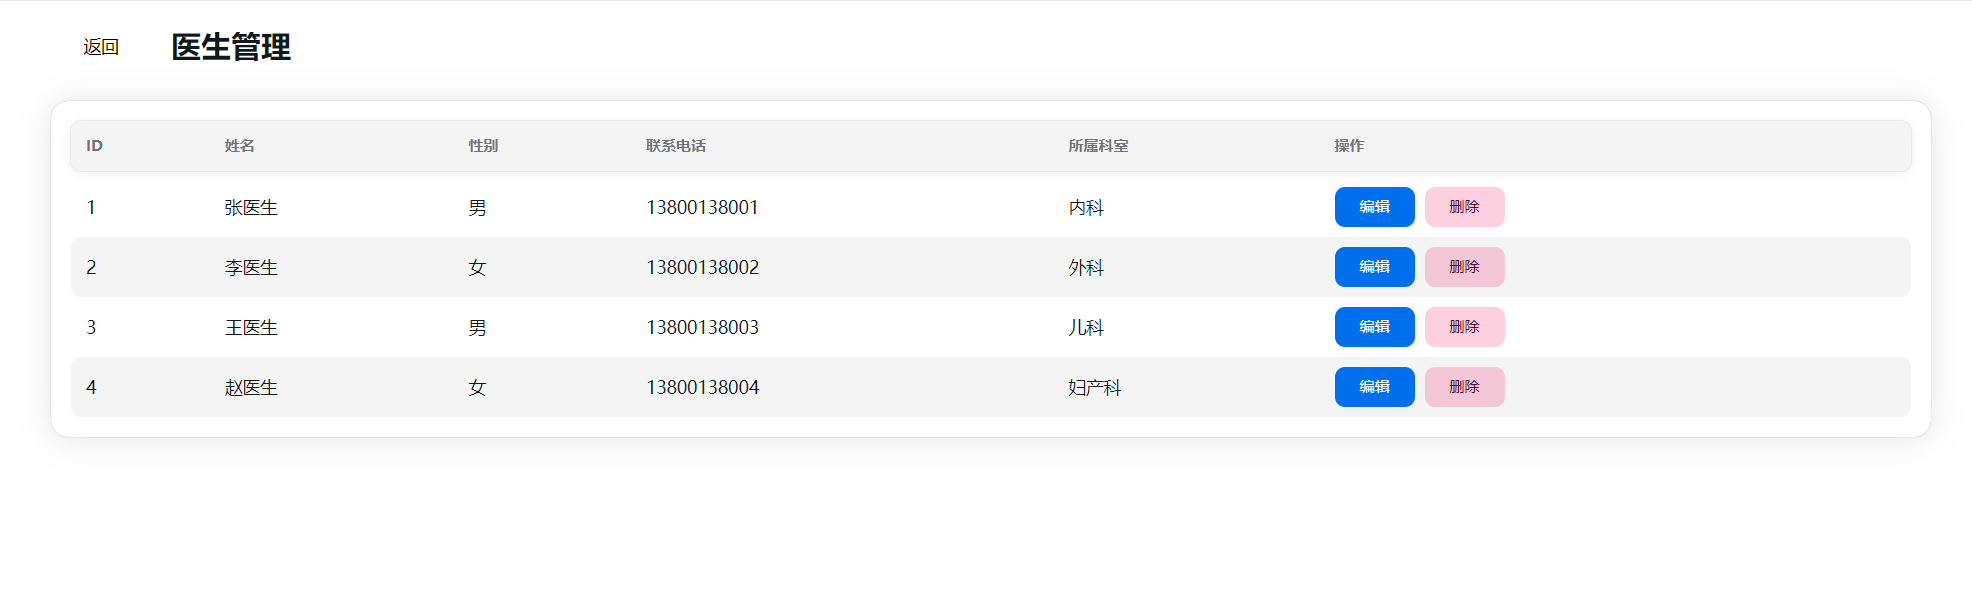 返回 医生管理
ID 姓名 性别 联系电话 所属科室 操作
1 张医生 男 13800138001 内科 编辑 删除
2 李医生 女 13800138002 外科 编辑 删除
3 王医生 男 13800138003 儿科 编辑 删除
4 赵医生 女 13800138004 妇产科 编辑 删除